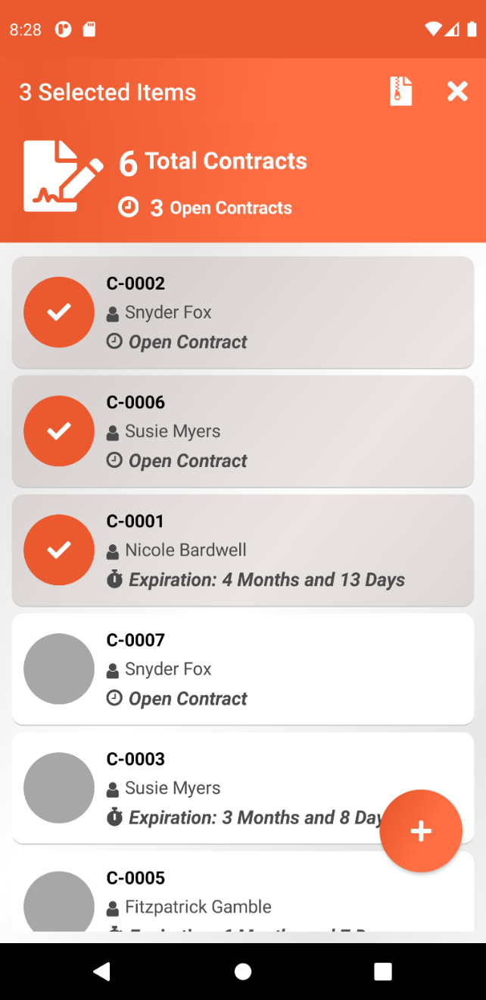 8:28
3 Selected Items
6 Total Contracts
3 Open Contracts
C-0002
Snyder Fox
Open Contract
C-0006
Susie Myers
Open Contract
C-0001
Nicole Bardwell
Expiration: 4 Months and 13 Days
C-0007
Snyder Fox
Open Contract
C-0003
Susie Myers
Expiration: 3 Months and 8 Day
C-0005
Fitzpatrick Gamble